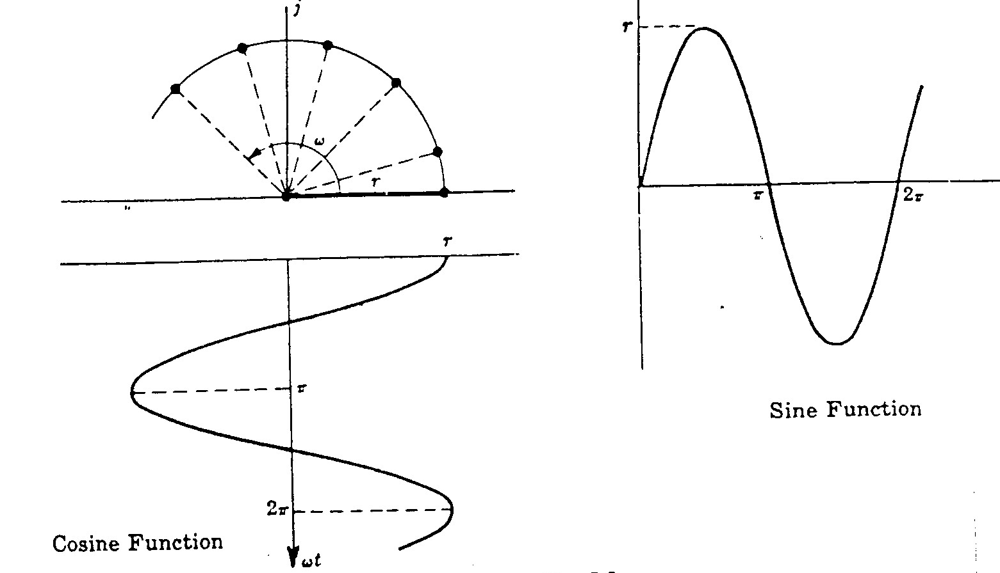 j
r
ω
r
r
π
2π
π
Sine Function
2π
Cosine Function
ωt